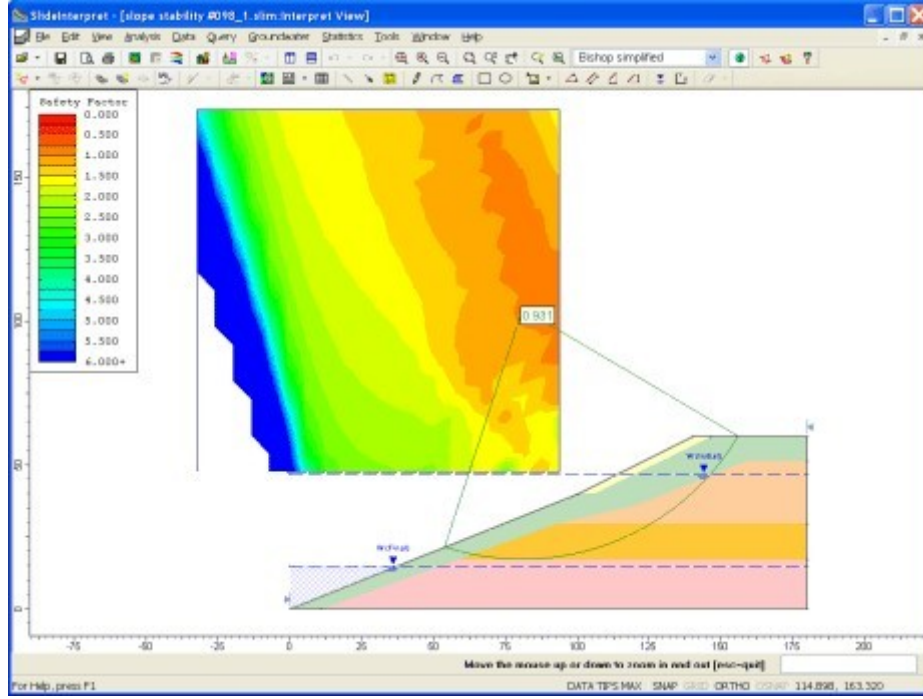 SlideInterpret - [slope stability #098_1.slim:Interpret View]
File Edit View Analysis Data Query Groundwater Statistics Tools Window Help
Bishop simplified
Safety Factor
0.000
0.500
1.000
1.500
2.000
2.500
3.000
3.500
4.000
4.500
5.000
5.500
6.000+
150
100
50
0
0.931
-75 -50 -25 0 25 50 75 100 125 150 175 200
Move the mouse up or down to zoom in and out [esc=quit]
For Help, press F1
DATA TIPS MAX SNAP GRID ORTHO OSNAP 114.898, 163.320